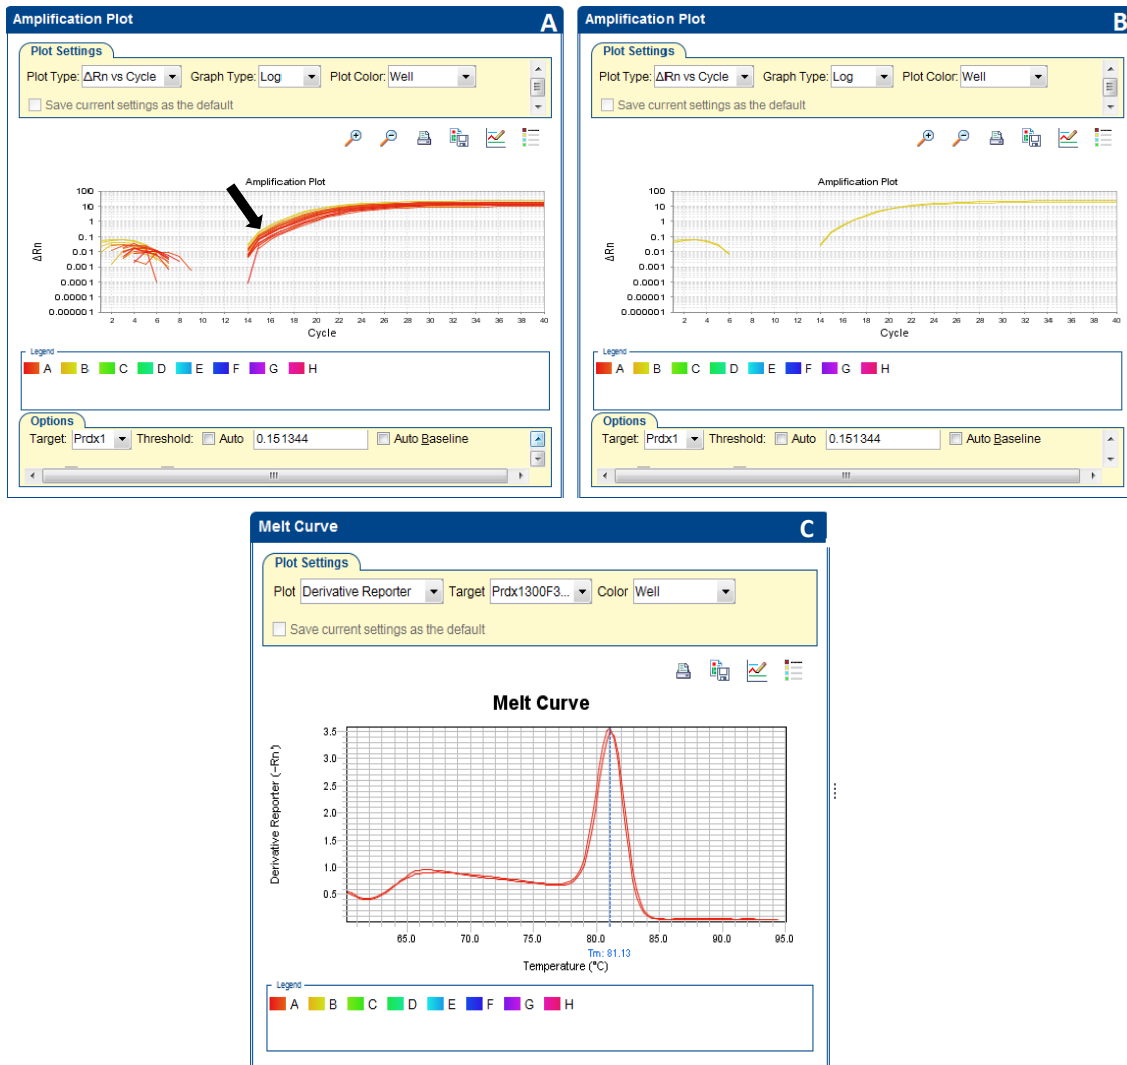 Amplification Plot A
Plot Settings
Plot Type: ΔRn vs Cycle Graph Type: Log Plot Color: Well
Save current settings as the default
Amplification Plot
100
10
1
0.1
0.01
0.001
0.0001
0.00001
0.000001
ΔRn
2 4 6 8 10 12 14 16 18 20 22 24 26 28 30 32 34 36 38 40
Cycle
Legend
A B C D E F G H
Options
Target: Prdx1 Threshold: Auto 0.151344 Auto Baseline
Amplification Plot B
Plot Settings
Plot Type: ΔRn vs Cycle Graph Type: Log Plot Color: Well
Save current settings as the default
Amplification Plot
100
10
1
0.1
0.01
0.001
0.0001
0.00001
0.000001
ΔRn
2 4 6 8 10 12 14 16 18 20 22 24 26 28 30 32 34 36 38 40
Cycle
Legend
A B C D E F G H
Options
Target: Prdx1 Threshold: Auto 0.151344 Auto Baseline
Melt Curve C
Plot Settings
Plot Derivative Reporter Target Prdx1300F3... Color Well
Save current settings as the default
Melt Curve
3.5
3.0
2.5
2.0
1.5
1.0
0.5
Derivative Reporter (-Rn')
65.0 70.0 75.0 80.0 85.0 90.0 95.0
Tm: 81.13
Temperature (°C)
Legend
A B C D E F G H